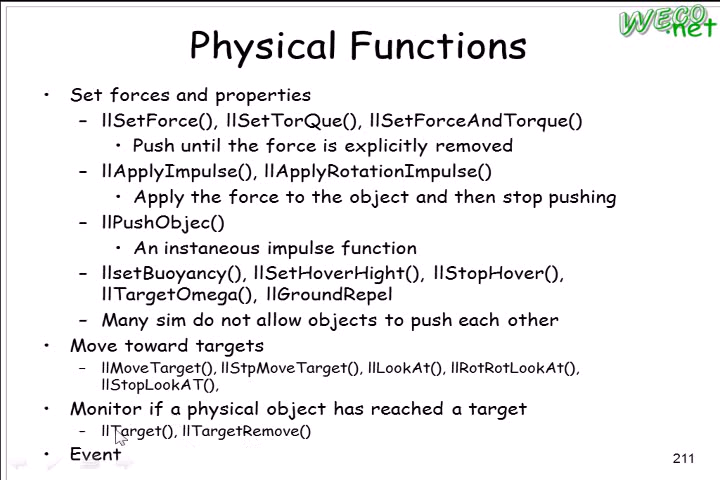 WECO.net
Physical Functions
• Set forces and properties
– llSetForce(), llSetTorQue(), llSetForceAndTorque()
• Push until the force is explicitly removed
– llApplyImpulse(), llApplyRotationImpulse()
• Apply the force to the object and then stop pushing
– llPushObjec()
• An instaneous impulse function
– llsetBuoyancy(), llSetHoverHight(), llStopHover(),
llTargetOmega(), llGroundRepel
– Many sim do not allow objects to push each other
• Move toward targets
– llMoveTarget(), llStpMoveTarget(), llLookAt(), llRotRotLookAt(),
llStopLookAT(),
• Monitor if a physical object has reached a target
– llTarget(), llTargetRemove()
• Event
211